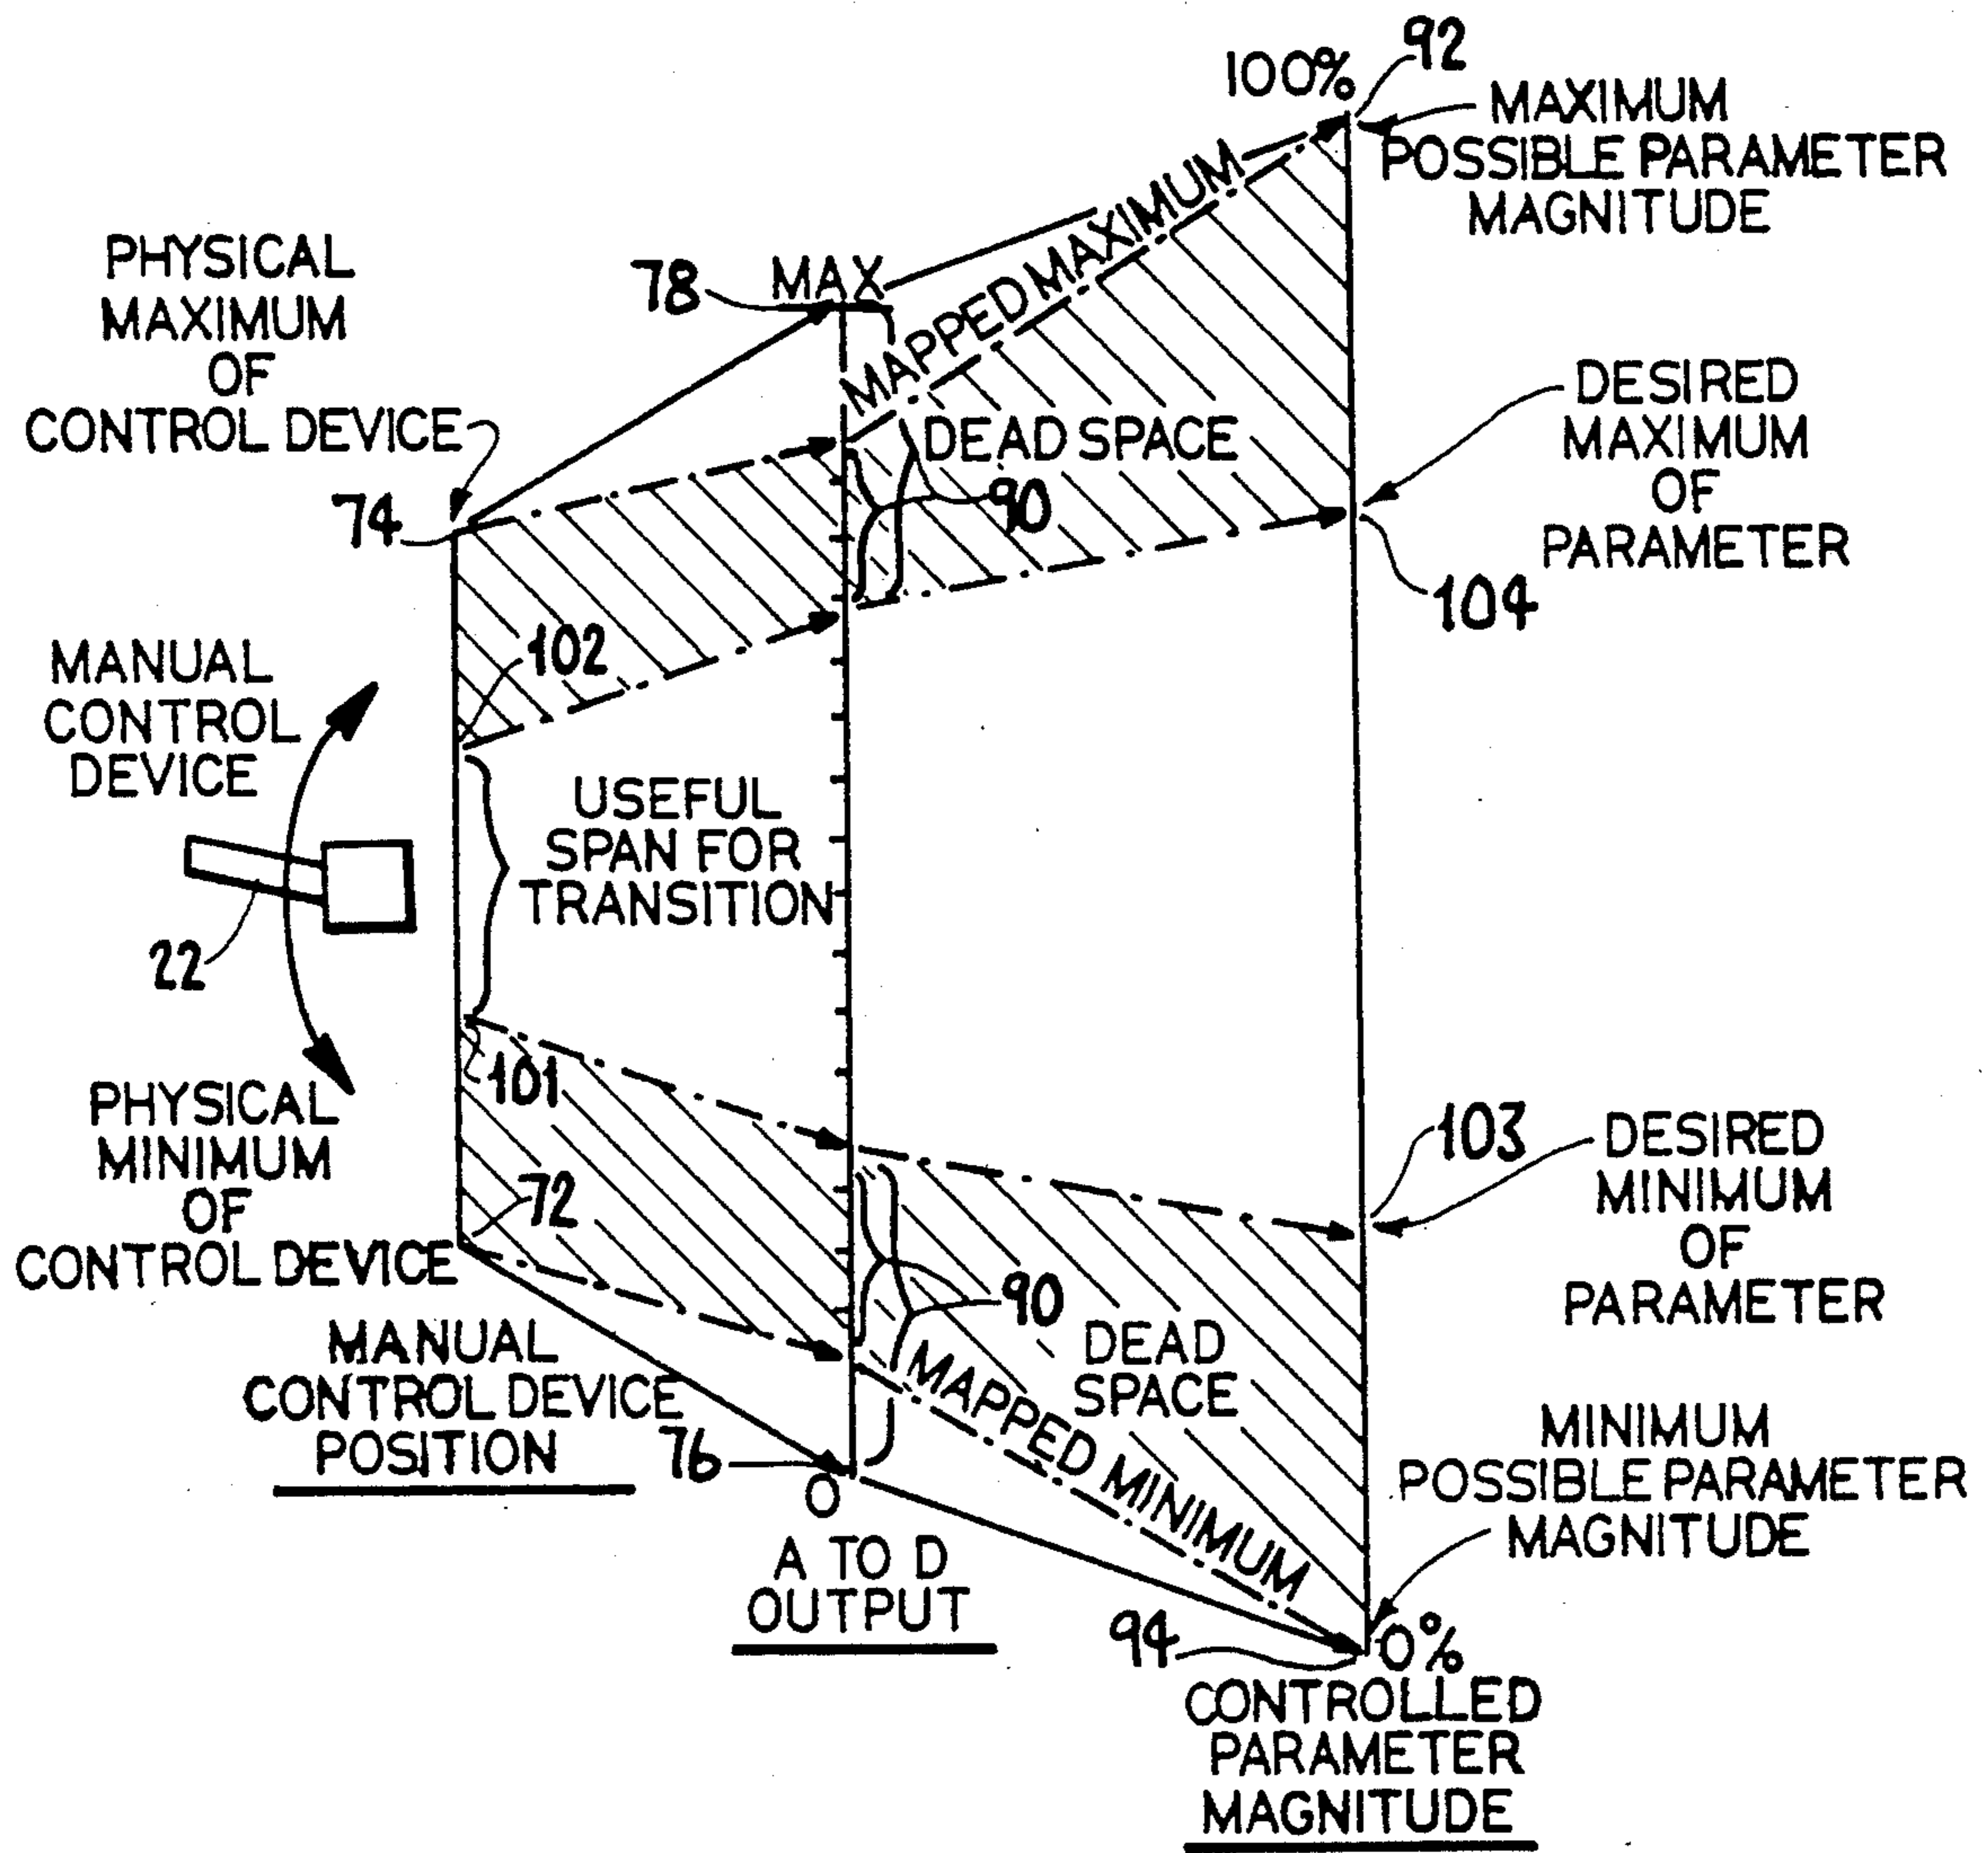 100%
92
MAXIMUM
POSSIBLE PARAMETER
MAGNITUDE
PHYSICAL
MAXIMUM
OF
CONTROL DEVICE
78
MAX
MAPPED MAXIMUM
DEAD SPACE
90
74
DESIRED
MAXIMUM
OF
PARAMETER
104
102
MANUAL
CONTROL
DEVICE
USEFUL
SPAN FOR
TRANSITION
22
101
PHYSICAL
MINIMUM
OF
CONTROL DEVICE
72
103
DESIRED
MINIMUM
OF
PARAMETER
90
DEAD
SPACE
MAPPED MINIMUM
MANUAL
CONTROL DEVICE
POSITION
76
0
A TO D
OUTPUT
MINIMUM
POSSIBLE PARAMETER
MAGNITUDE
94
0%
CONTROLLED
PARAMETER
MAGNITUDE